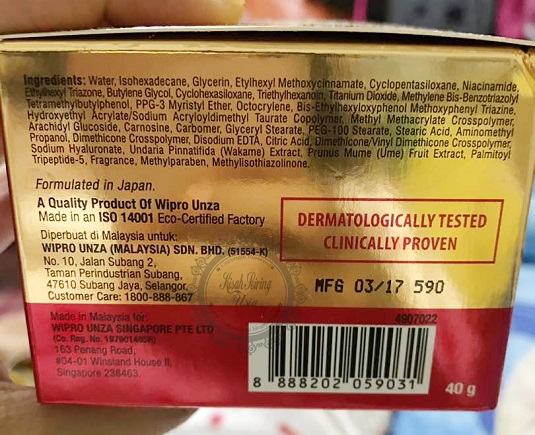 Ingredients: Water, Isohexadecane, Glycerin, Etylhexyl Methoxycinnamate, Cyclopentasiloxane, Niacinamide,
Ethylhexyl Triazone, Butylene Glycol, Cyclohexasiloxane, Triethylhexanoin, Titanium Dioxide, Methylene Bis-Benzotriazolyl
Tetramethylbutylphenol, PPG-3 Myristyl Ether, Octocrylene, Bis-Ethylhexyloxyphenol Methoxyphenyl Triazine,
Hydroxyethyl Acrylate/Sodium Acryloyldimethyl Taurate Copolymer, Methyl Methacrylate Crosspolymer,
Arachidyl Glucoside, Carnosine, Carbomer, Glyceryl Stearate, PEG-100 Stearate, Stearic Acid, Aminomethyl
Propanol, Dimethicone Crosspolymer, Disodium EDTA, Citric Acid, Dimethicone/Vinyl Dimethicone Crosspolymer,
Sodium Hyaluronate, Undaria Pinnatifida (Wakame) Extract, Prunus Mume (Ume) Fruit Extract, Palmitoyl
Tripeptide-5, Fragrance, Methylparaben, Methylisothiazolinone.
Formulated in Japan.
A Quality Product Of Wipro Unza
Made in an ISO 14001 Eco-Certified Factory
DERMATOLOGICALLY TESTED
CLINICALLY PROVEN
Diperbuat di Malaysia untuk:
WIPRO UNZA (MALAYSIA) SDN. BHD. (51554-K)
No. 10, Jalan Subang 2,
Taman Perindustrian Subang,
47610 Subang Jaya, Selangor.
Customer Care: 1800-888-867
Kisah Kering
MFG 03/17 590
Made in Malaysia for:
WIPRO UNZA SINGAPORE PTE LTD
(Co. Reg. No. 197901485R)
163 Penang Road,
#04-01 Winsland House II,
Singapore 238463.
4907022
8 888202 059031
40 g